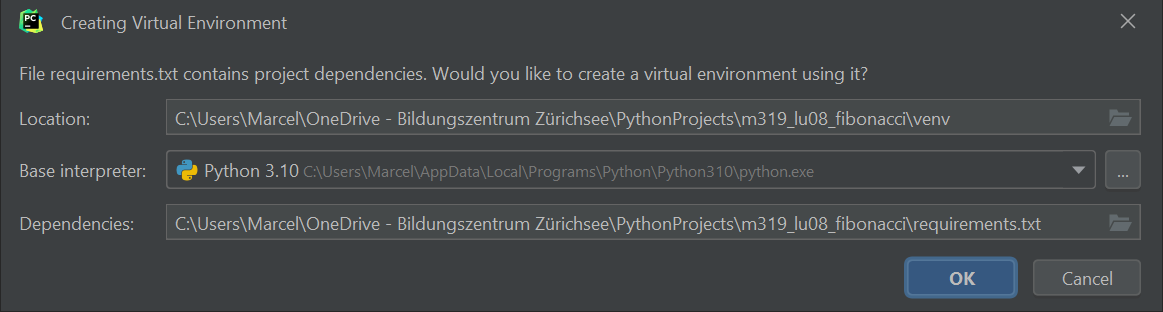 PC
Creating Virtual Environment
File requirements.txt contains project dependencies. Would you like to create a virtual environment using it?
Location: C:\Users\Marcel\OneDrive - Bildungszentrum Zürichsee\PythonProjects\m319_lu08_fibonacci\venv
Base interpreter: Python 3.10 C:\Users\Marcel\AppData\Local\Programs\Python\Python310\python.exe ...
Dependencies: C:\Users\Marcel\OneDrive - Bildungszentrum Zürichsee\PythonProjects\m319_lu08_fibonacci\requirements.txt
OK Cancel